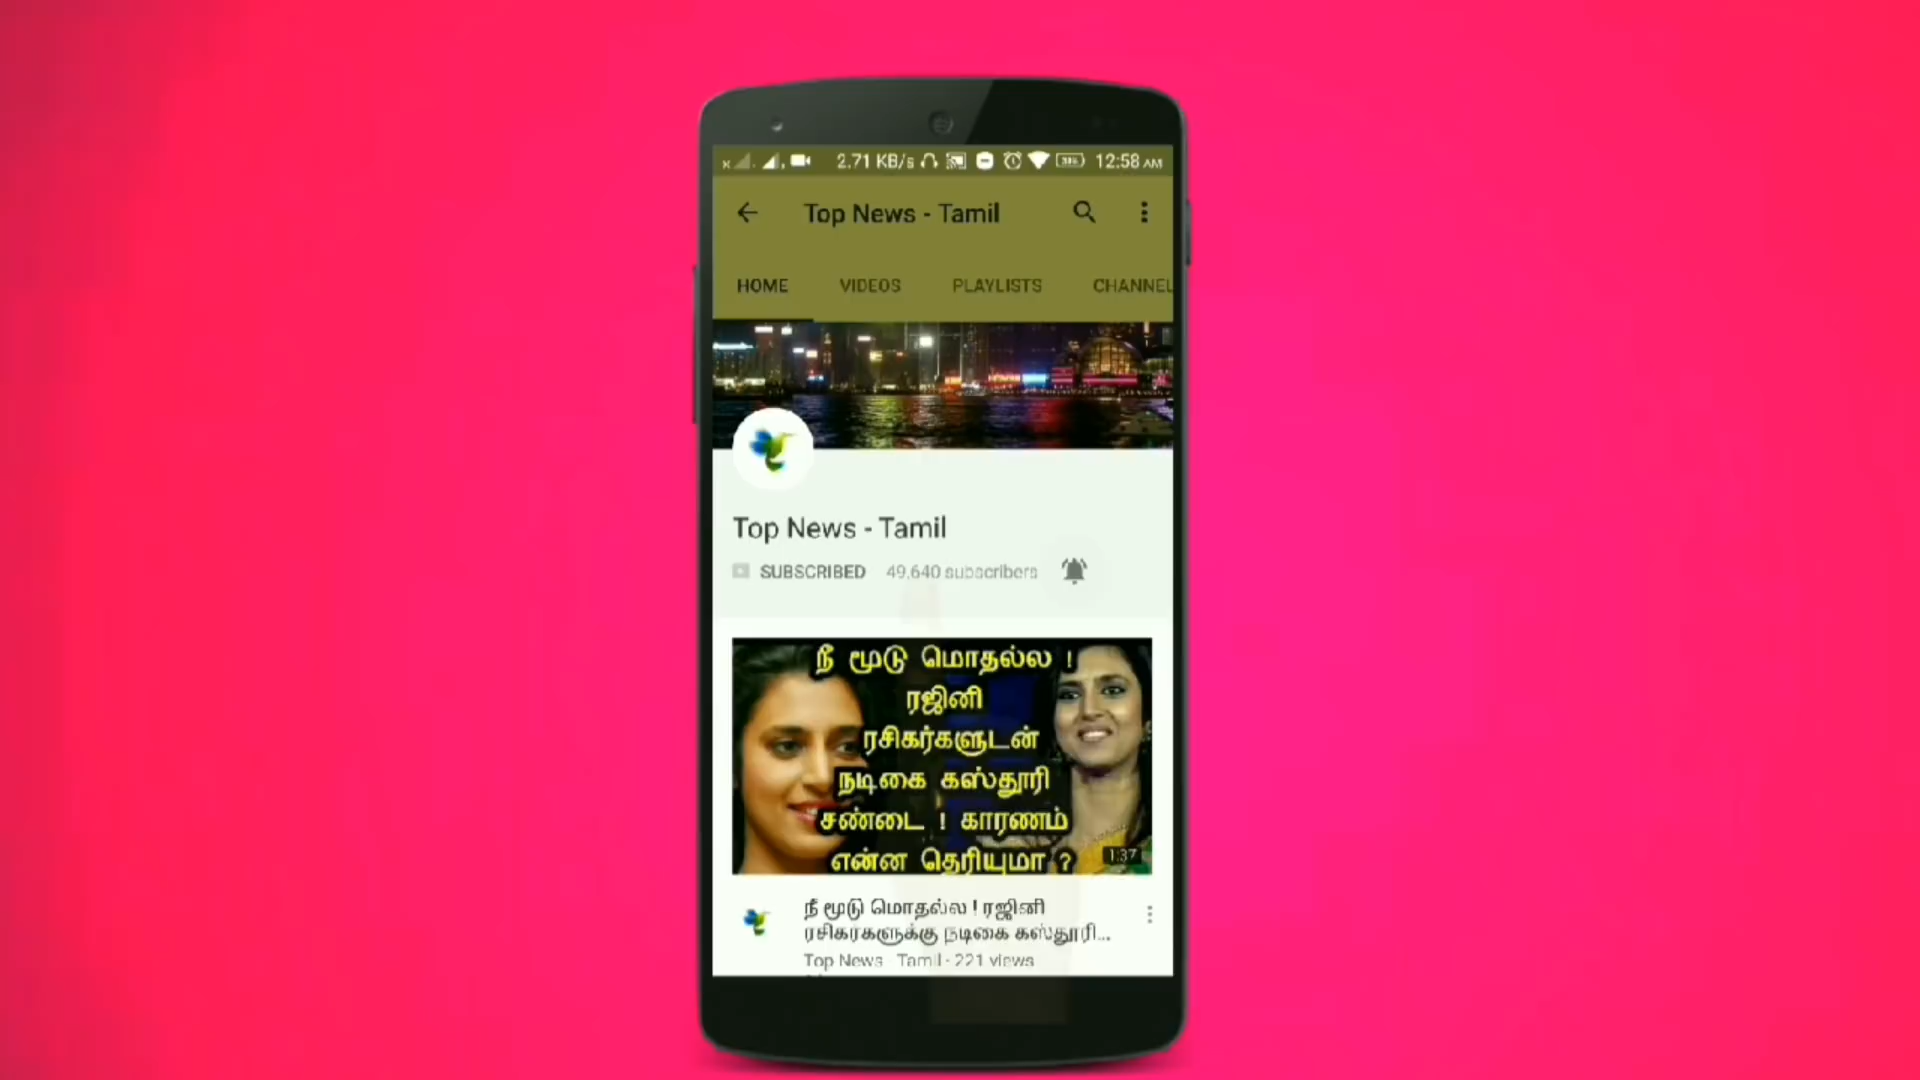 2.71 KB/s 12:58 AM
Top News - Tamil
HOME VIDEOS PLAYLISTS CHANNEL
Top News - Tamil
SUBSCRIBED 49,640 subscribers
நீ மூடு மொதல்ல !
ரஜினி
ரசிகர்களுடன்
நடிகை கஸ்தூரி
சண்டை ! காரணம்
என்ன தெரியுமா ?
1:37
நீ மூடு மொதல்ல ! ரஜினி
ரசிகர்களுக்கு நடிகை கஸ்தூரி...
Top News - Tamil · 221 views